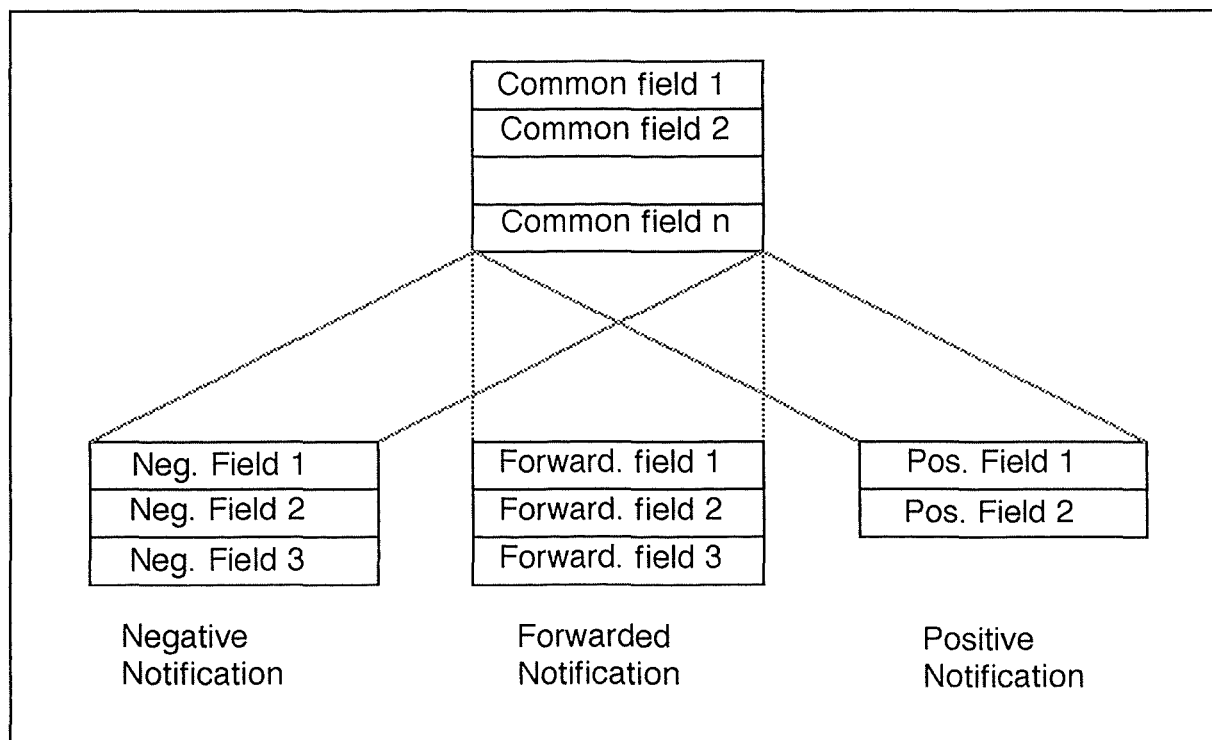 Common field 1
Common field 2
Common field n
Neg. Field 1
Neg. Field 2
Neg. Field 3
Forward. field 1
Forward. field 2
Forward. field 3
Pos. Field 1
Pos. Field 2
Negative
Notification
Forwarded
Notification
Positive
Notification